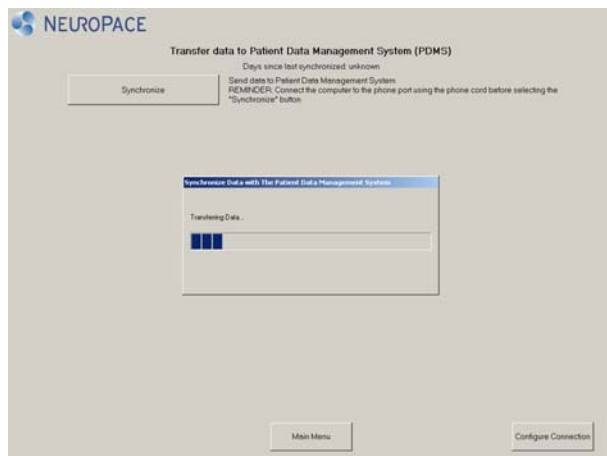 NEUROPACE
Transfer data to Patient Data Management System (PDMS)
Days since last synchronized: unknown
Synchronize
Send data to Patient Data Management System
REMINDER: Connect the computer to the phone port using the phone cord before selecting the
"Synchronize" button
Synchronize Data with The Patient Data Management System
Transferring Data...
Main Menu
Configure Connection